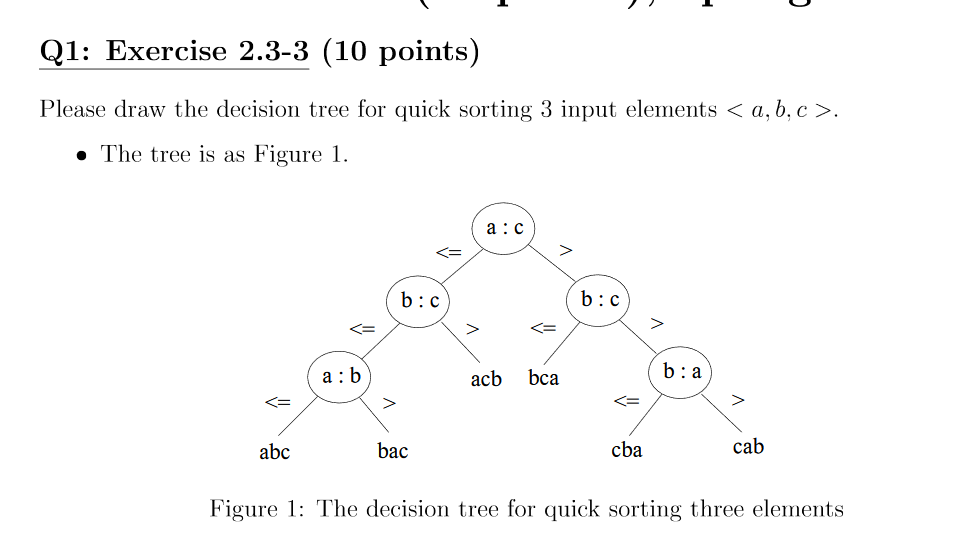 Q1: Exercise 2.3-3 (10 points)
Please draw the decision tree for quick sorting 3 input elements < a, b, c >.
• The tree is as Figure 1.
a : c
<= >
b : c b : c
<= > <= >
a : b acb bca b : a
<= > <= >
abc bac cba cab
Figure 1: The decision tree for quick sorting three elements